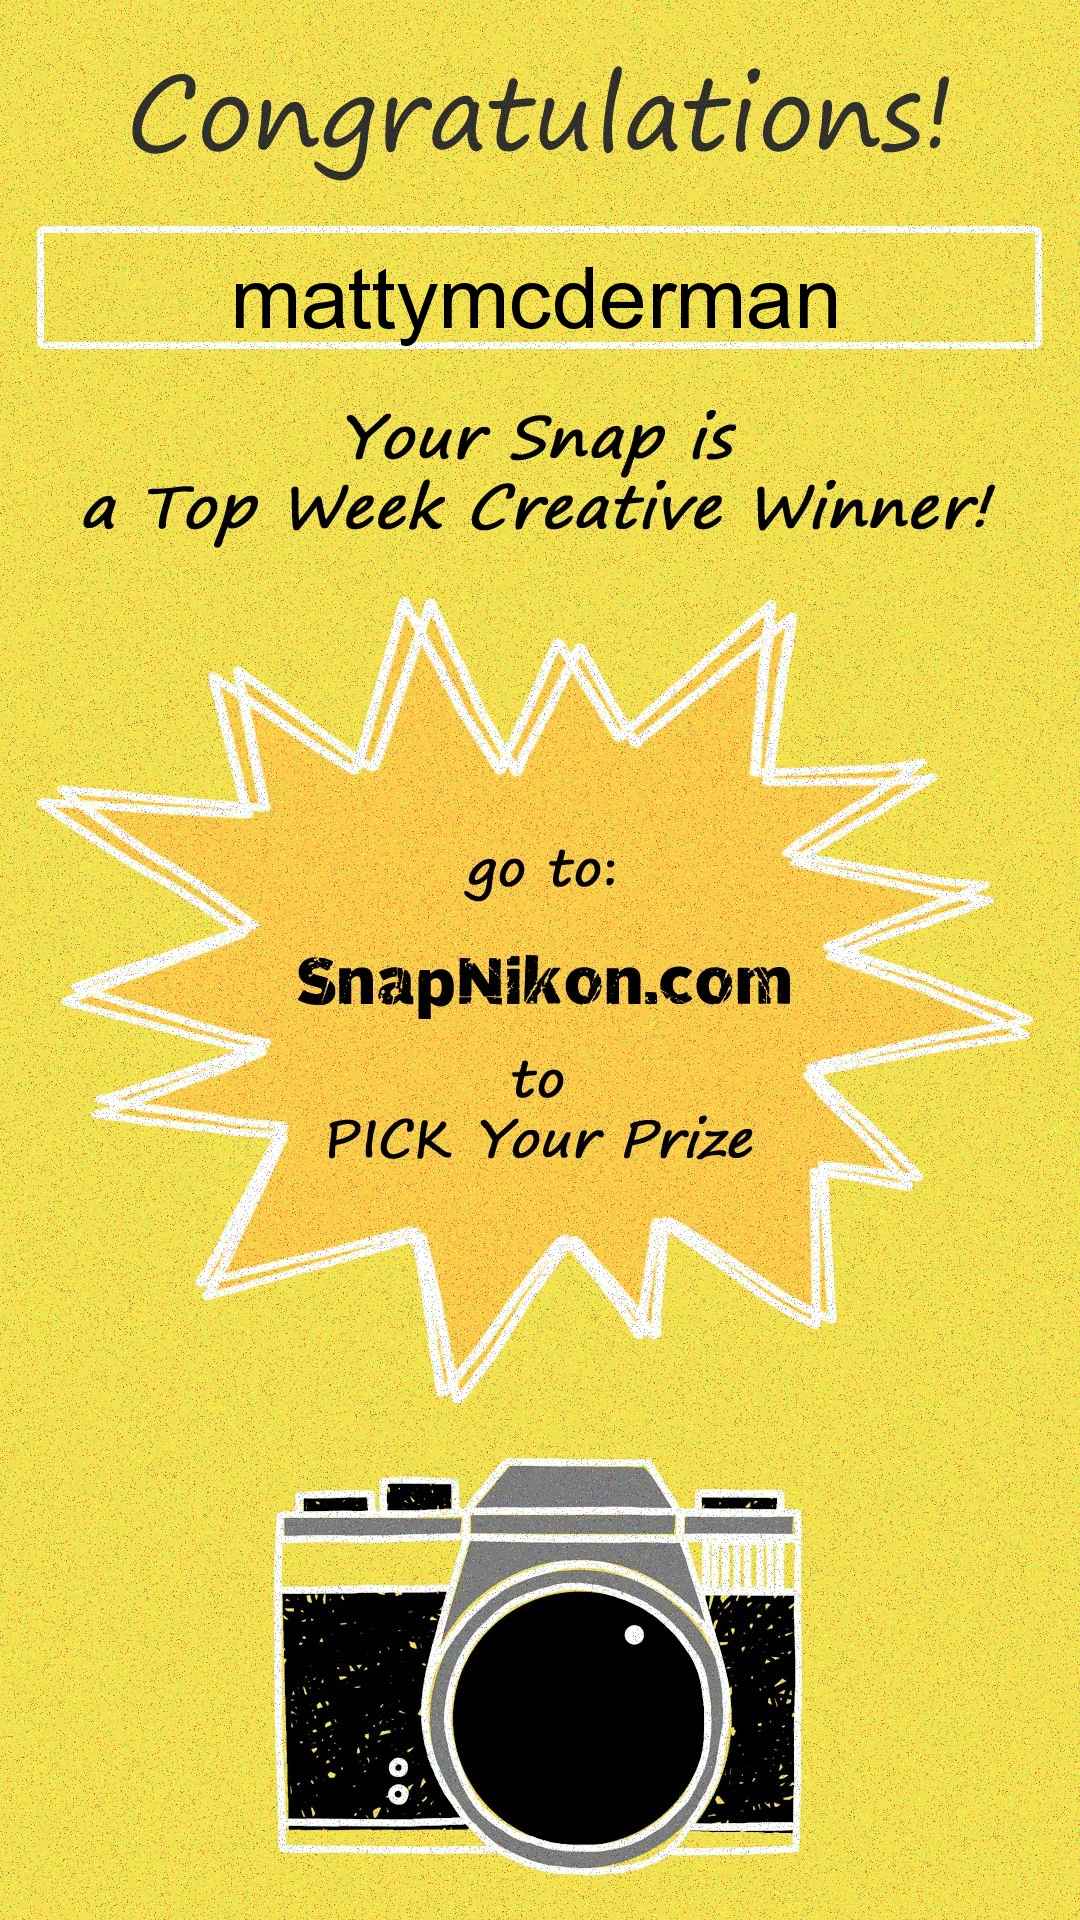 Congratulations!
mattymcderman
Your Snap is
a Top Week Creative Winner!
go to:
SnapNikon.com
to
PICK Your Prize